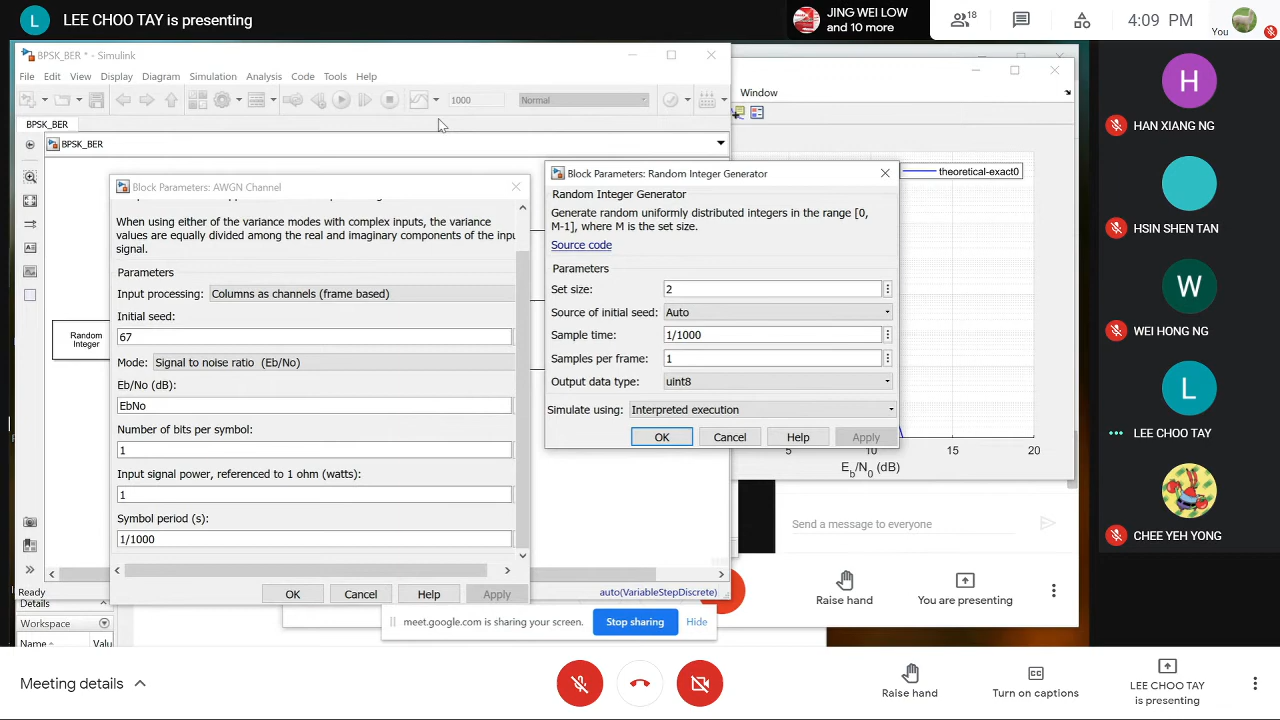 L LEE CHOO TAY is presenting
JING WEI LOW
and 10 more
18
4:09 PM
You
BPSK_BER * - Simulink
File Edit View Display Diagram Simulation Analysis Code Tools Help
1000 Normal
BPSK_BER
BPSK_BER
Window
Random
Integer
Block Parameters: AWGN Channel
When using either of the variance modes with complex inputs, the variance
values are equally divided among the real and imaginary components of the input
signal.
Parameters
Input processing: Columns as channels (frame based)
Initial seed:
67
Mode: Signal to noise ratio (Eb/No)
Eb/No (dB):
EbNo
Number of bits per symbol:
1
Input signal power, referenced to 1 ohm (watts):
1
Symbol period (s):
1/1000
OK Cancel Help Apply
Block Parameters: Random Integer Generator
Random Integer Generator
Generate random uniformly distributed integers in the range [0,
M-1], where M is the set size.
Source code
Parameters
Set size: 2
Source of initial seed: Auto
Sample time: 1/1000
Samples per frame: 1
Output data type: uint8
Simulate using: Interpreted execution
OK Cancel Help Apply
theoretical-exact0
5 10 15 20
Eb/N0 (dB)
Send a message to everyone
Raise hand
You are presenting
Ready
auto(VariableStepDiscrete)
Details
Workspace
Name Valu
meet.google.com is sharing your screen. Stop sharing Hide
H
HAN XIANG NG
HSIN SHEN TAN
W
WEI HONG NG
L
LEE CHOO TAY
CHEE YEH YONG
Meeting details
Raise hand
Turn on captions
LEE CHOO TAY
is presenting